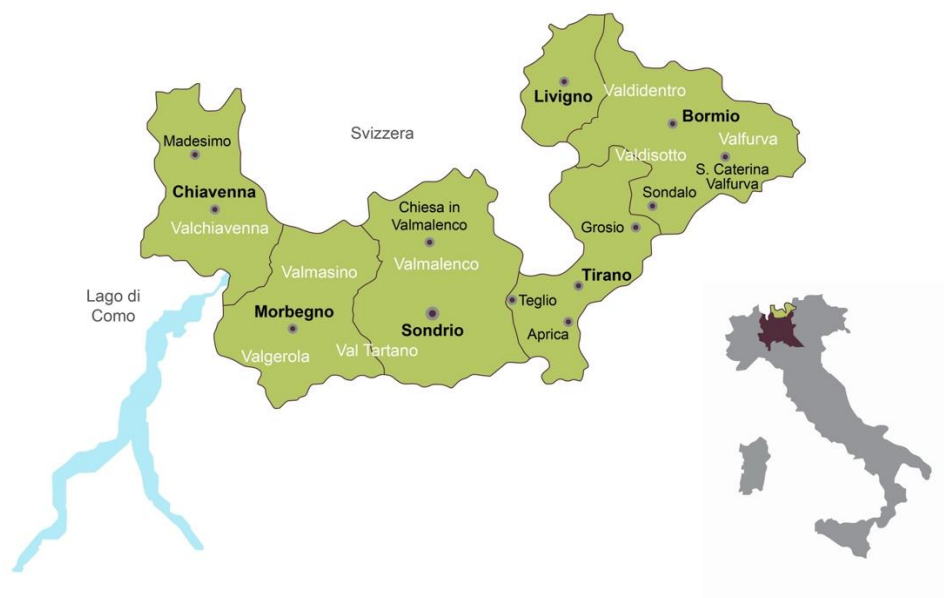 Livigno
Valdidentro
Bormio
Valfurva
Valdisotto
S. Caterina
Valfurva
Sondalo
Grosio
Svizzera
Madesimo
Chiavenna
Valchiavenna
Chiesa in
Valmalenco
Valmalenco
Valmasino
Tirano
Teglio
Aprica
Lago di
Como
Morbegno
Sondrio
Valgerola
Val Tartano